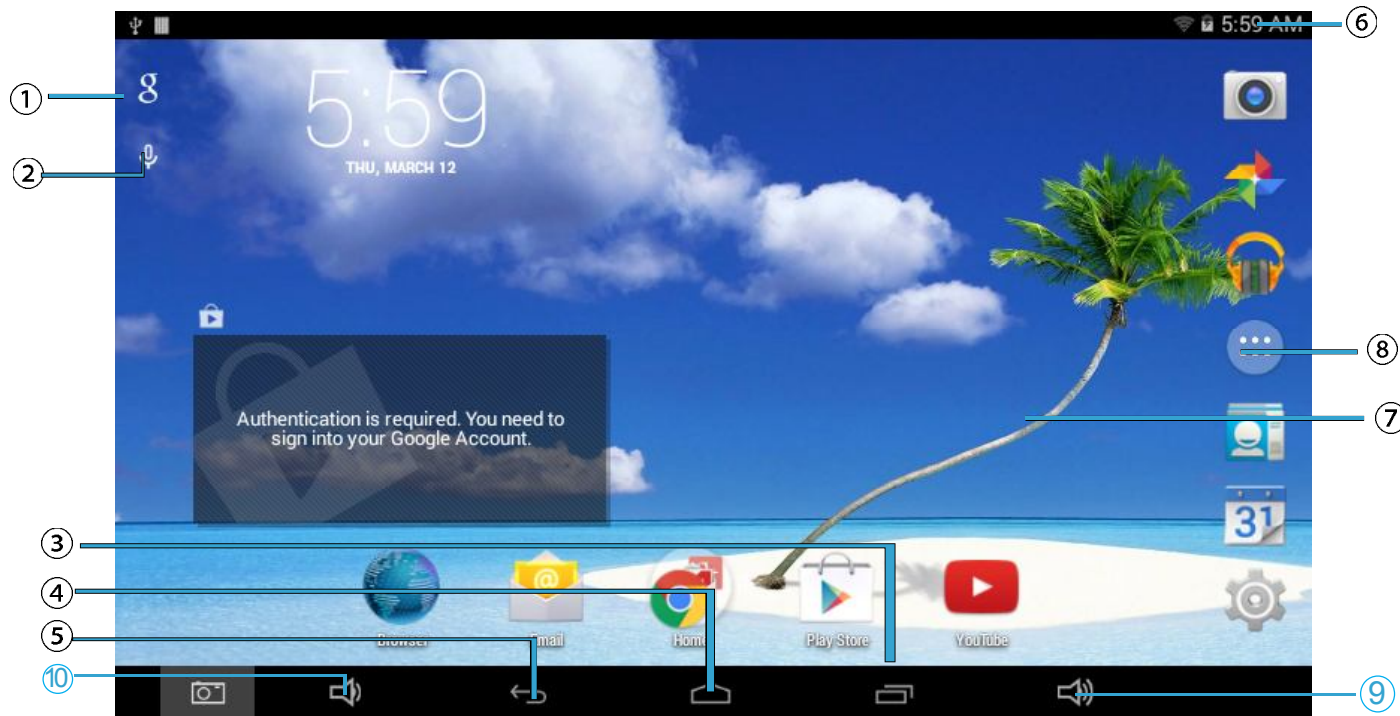 5:59 AM
⑥
①
g
5:59
THU, MARCH 12
②
⑧
Authentication is required. You need to
sign into your Google Account.
⑦
31
③
@
④
Browser
Email
Home
Play Store
YouTube
⑤
⑩
⑨